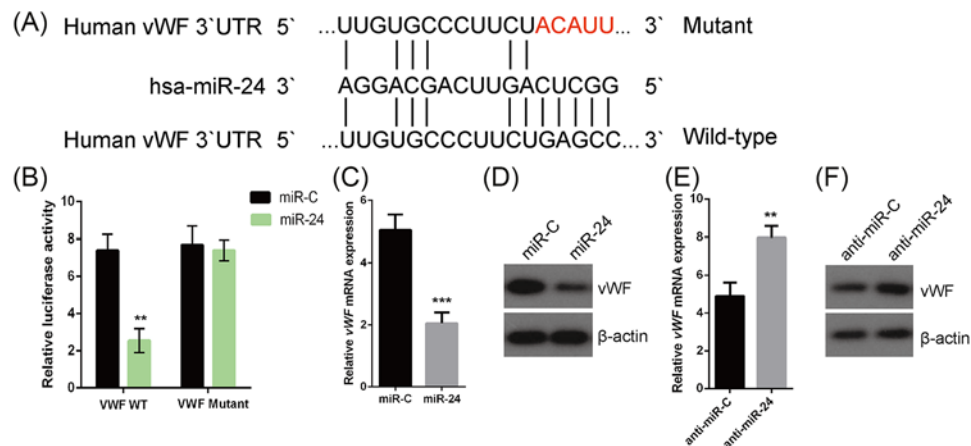 (A) Human vWF 3`UTR 5` ...UUGUGCCCUUCUACAUU... 3` Mutant
hsa-miR-24 3` AGGACGACUUGACUCGG 5`
Human vWF 3`UTR 5` ...UUGUGCCCUUCUGAGCC... 3` Wild-type
(B)
Relative luciferase activity
10
8
6
4
2
0
miR-C
miR-24
**
VWF WT
VWF Mutant
(C)
Relative vWF mRNA expression
6
4
2
0
***
miR-C
miR-24
(D)
miR-C
miR-24
vWF
β-actin
(E)
Relative vWF mRNA expression
10
8
6
4
2
0
**
anti-miR-C
anti-miR-24
(F)
anti-miR-C
anti-miR-24
vWF
β-actin